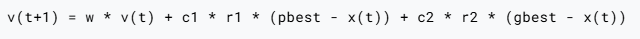 v(t+1) = w * v(t) + c1 * r1 * (pbest - x(t)) + c2 * r2 * (gbest - x(t))